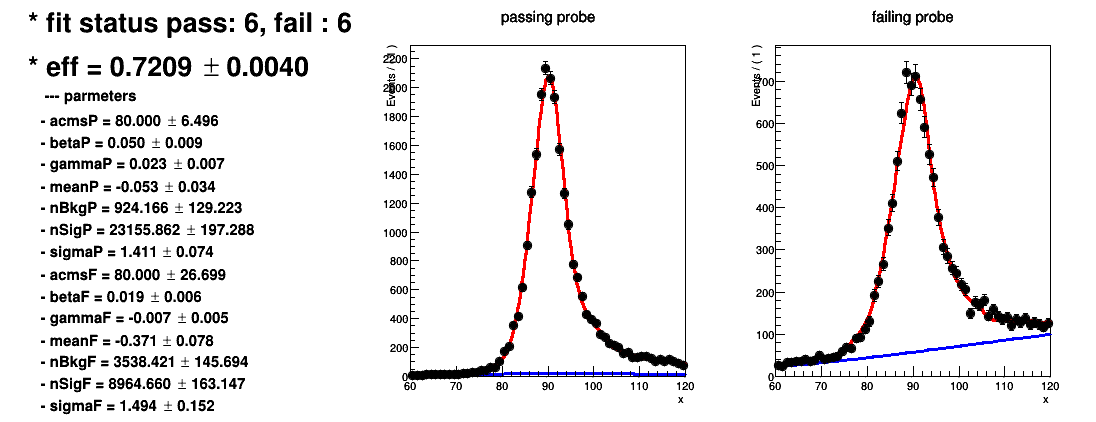 * fit status pass: 6, fail : 6
* eff = 0.7209 ± 0.0040
--- parmeters
- acmsP = 80.000 ± 6.496
- betaP = 0.050 ± 0.009
- gammaP = 0.023 ± 0.007
- meanP = -0.053 ± 0.034
- nBkgP = 924.166 ± 129.223
- nSigP = 23155.862 ± 197.288
- sigmaP = 1.411 ± 0.074
- acmsF = 80.000 ± 26.699
- betaF = 0.019 ± 0.006
- gammaF = -0.007 ± 0.005
- meanF = -0.371 ± 0.078
- nBkgF = 3538.421 ± 145.694
- nSigF = 8964.660 ± 163.147
- sigmaF = 1.494 ± 0.152
passing probe
Events / ( 1 )
2200
2000
1800
1600
1400
1200
1000
800
600
400
200
0
60 70 80 90 100 110 120
x
failing probe
Events / ( 1 )
700
600
500
400
300
200
100
0
60 70 80 90 100 110 120
x